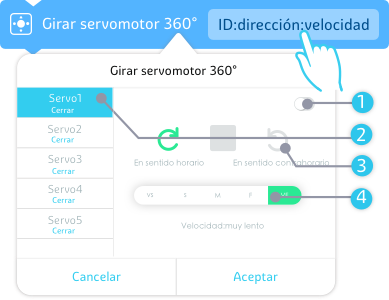 Girar servomotor 360° ID:dirección:velocidad
Girar servomotor 360°
Servo1
Cerrar
1
Servo2
Cerrar
2
En sentido horario En sentido contrahorario
3
Servo3
Cerrar
Servo4
Cerrar
VS S M F
4
Servo5
Cerrar
Velocidad:muy lento
Cancelar Aceptar